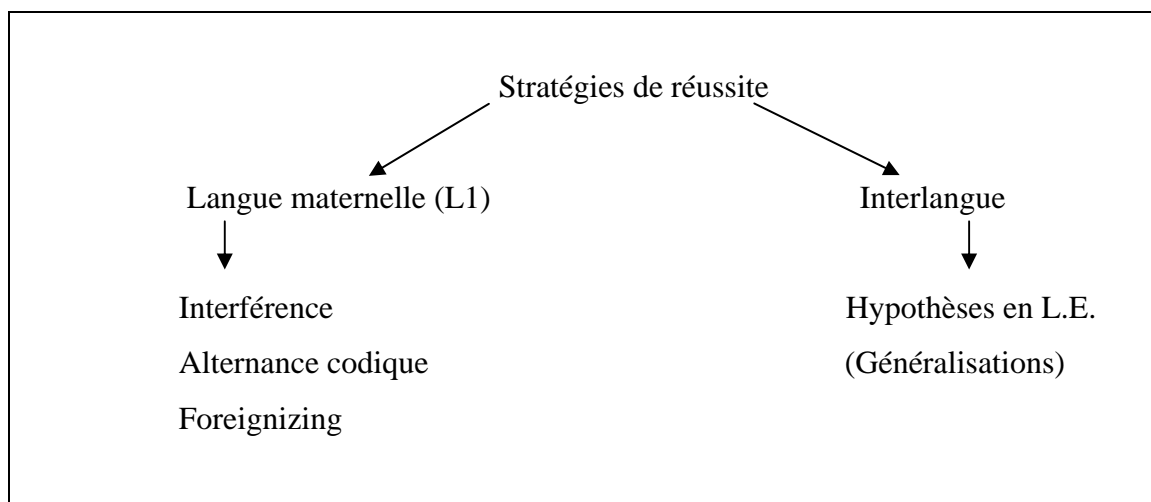 Stratégies de réussite
Langue maternelle (L1)
Interférence
Alternance codique
Foreignizing
Interlangue
Hypothèses en L.E.
(Généralisations)